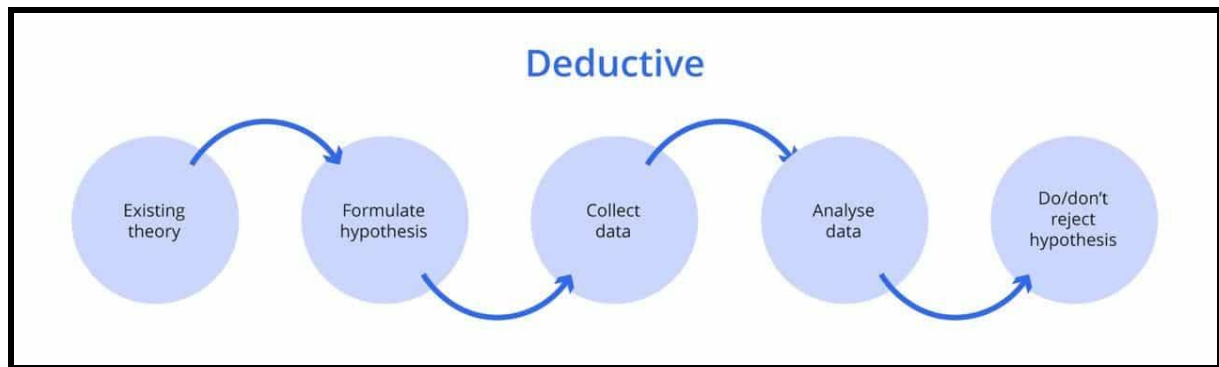 Deductive
Existing
theory
Formulate
hypothesis
Collect
data
Analyse
data
Do/don't
reject
hypothesis